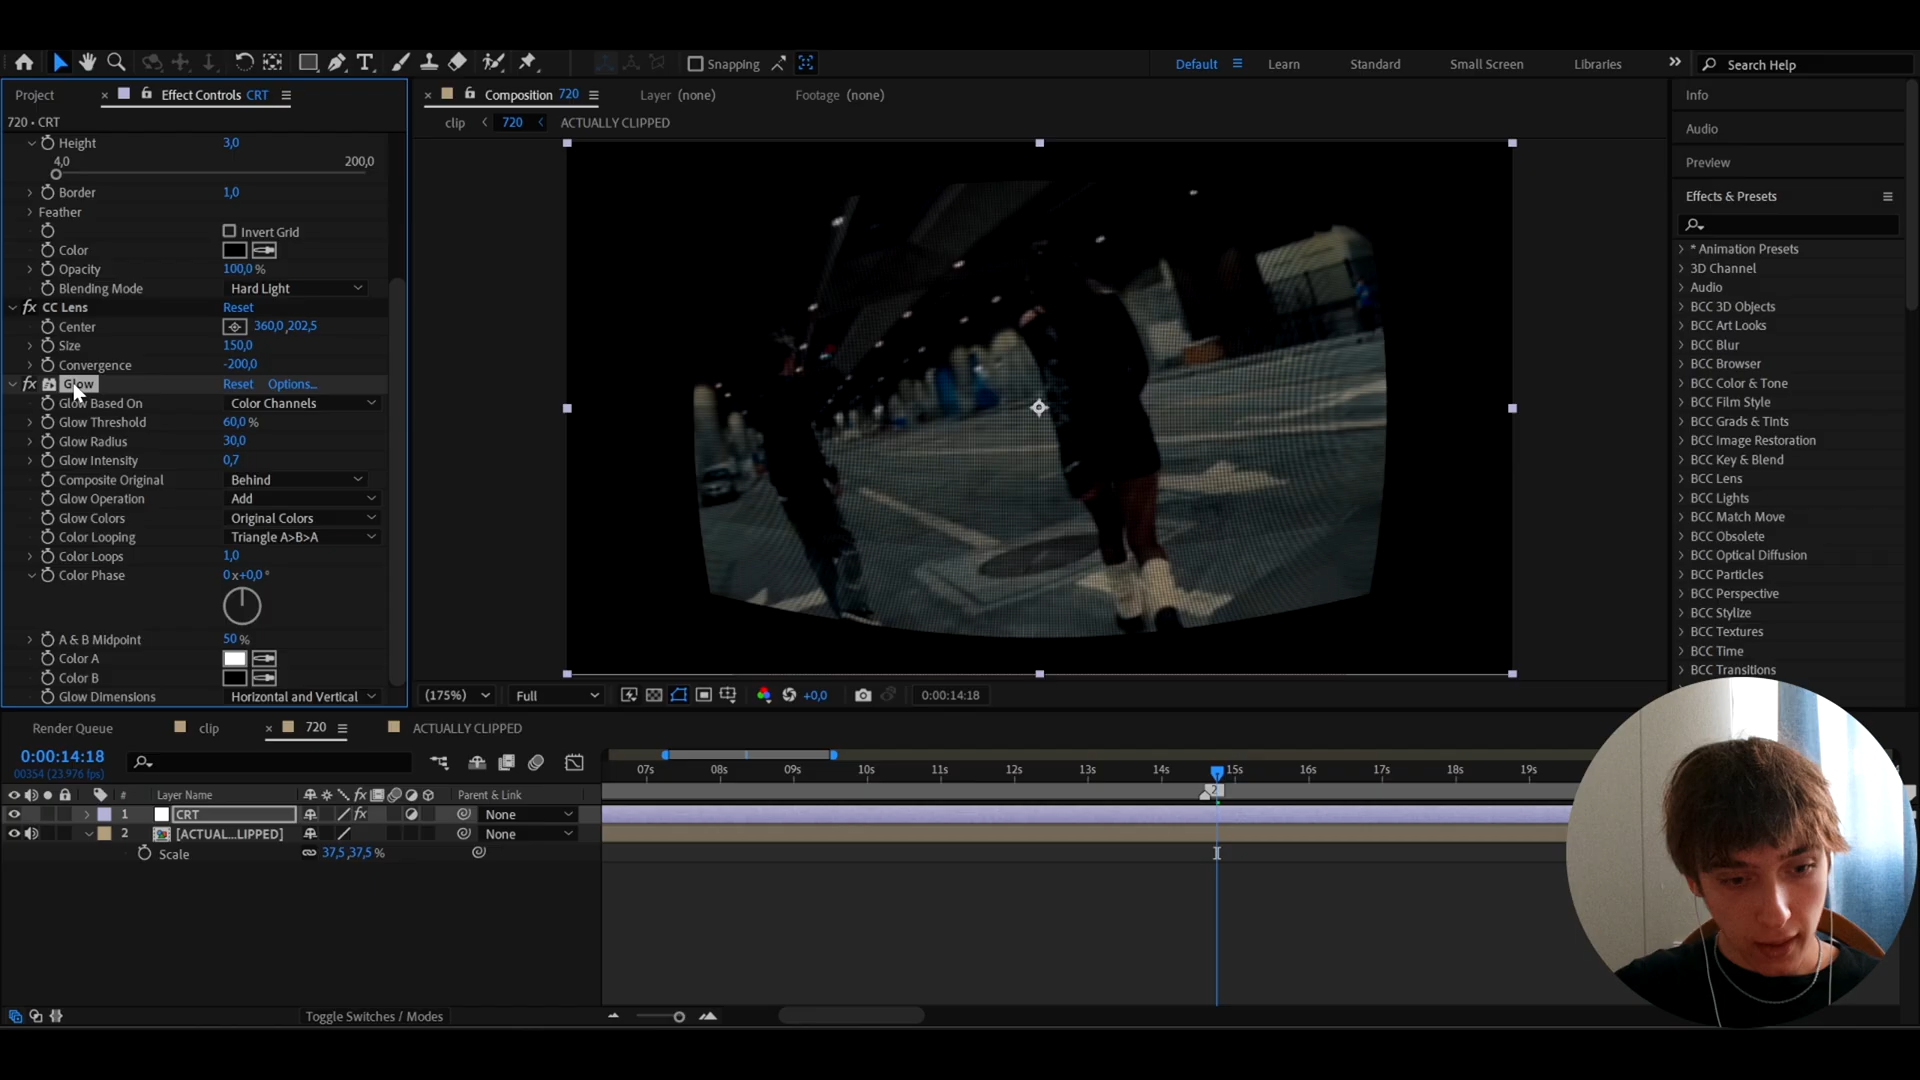 Snapping
Default
Learn
Standard
Small Screen
Libraries
Search Help
Project
Effect Controls CRT
Composition 720
Layer (none)
Footage (none)
720 • CRT
clip
720
ACTUALLY CLIPPED
Height 3,0
4,0 200,0
Border 1,0
Feather
Invert Grid
Color
Opacity 100,0 %
Blending Mode Hard Light
fx CC Lens Reset
Center 360,0 ,202,5
Size 150,0
Convergence -200,0
fx Glow Reset Options...
Glow Based On Color Channels
Glow Threshold 60,0 %
Glow Radius 30,0
Glow Intensity 0,7
Composite Original Behind
Glow Operation Add
Glow Colors Original Colors
Color Looping Triangle A>B>A
Color Loops 1,0
Color Phase 0 x+0,0 °
A & B Midpoint 50 %
Color A
Color B
Glow Dimensions Horizontal and Vertical
(175%) Full +0,0 0:00:14:18
Info
Audio
Preview
Effects & Presets
* Animation Presets
3D Channel
Audio
BCC 3D Objects
BCC Art Looks
BCC Blur
BCC Browser
BCC Color & Tone
BCC Film Style
BCC Grads & Tints
BCC Image Restoration
BCC Key & Blend
BCC Lens
BCC Lights
BCC Match Move
BCC Obsolete
BCC Optical Diffusion
BCC Particles
BCC Perspective
BCC Stylize
BCC Textures
BCC Time
BCC Transitions
Render Queue
clip
720
ACTUALLY CLIPPED
0:00:14:18
00354 (23.976 fps)
07s 08s 09s 10s 11s 12s 13s 14s 15s 16s 17s 18s 19s
2
# Layer Name fx Parent & Link
1 CRT fx None
2 [ACTUAL...LIPPED] None
Scale 37,5 ,37,5 %
Toggle Switches / Modes